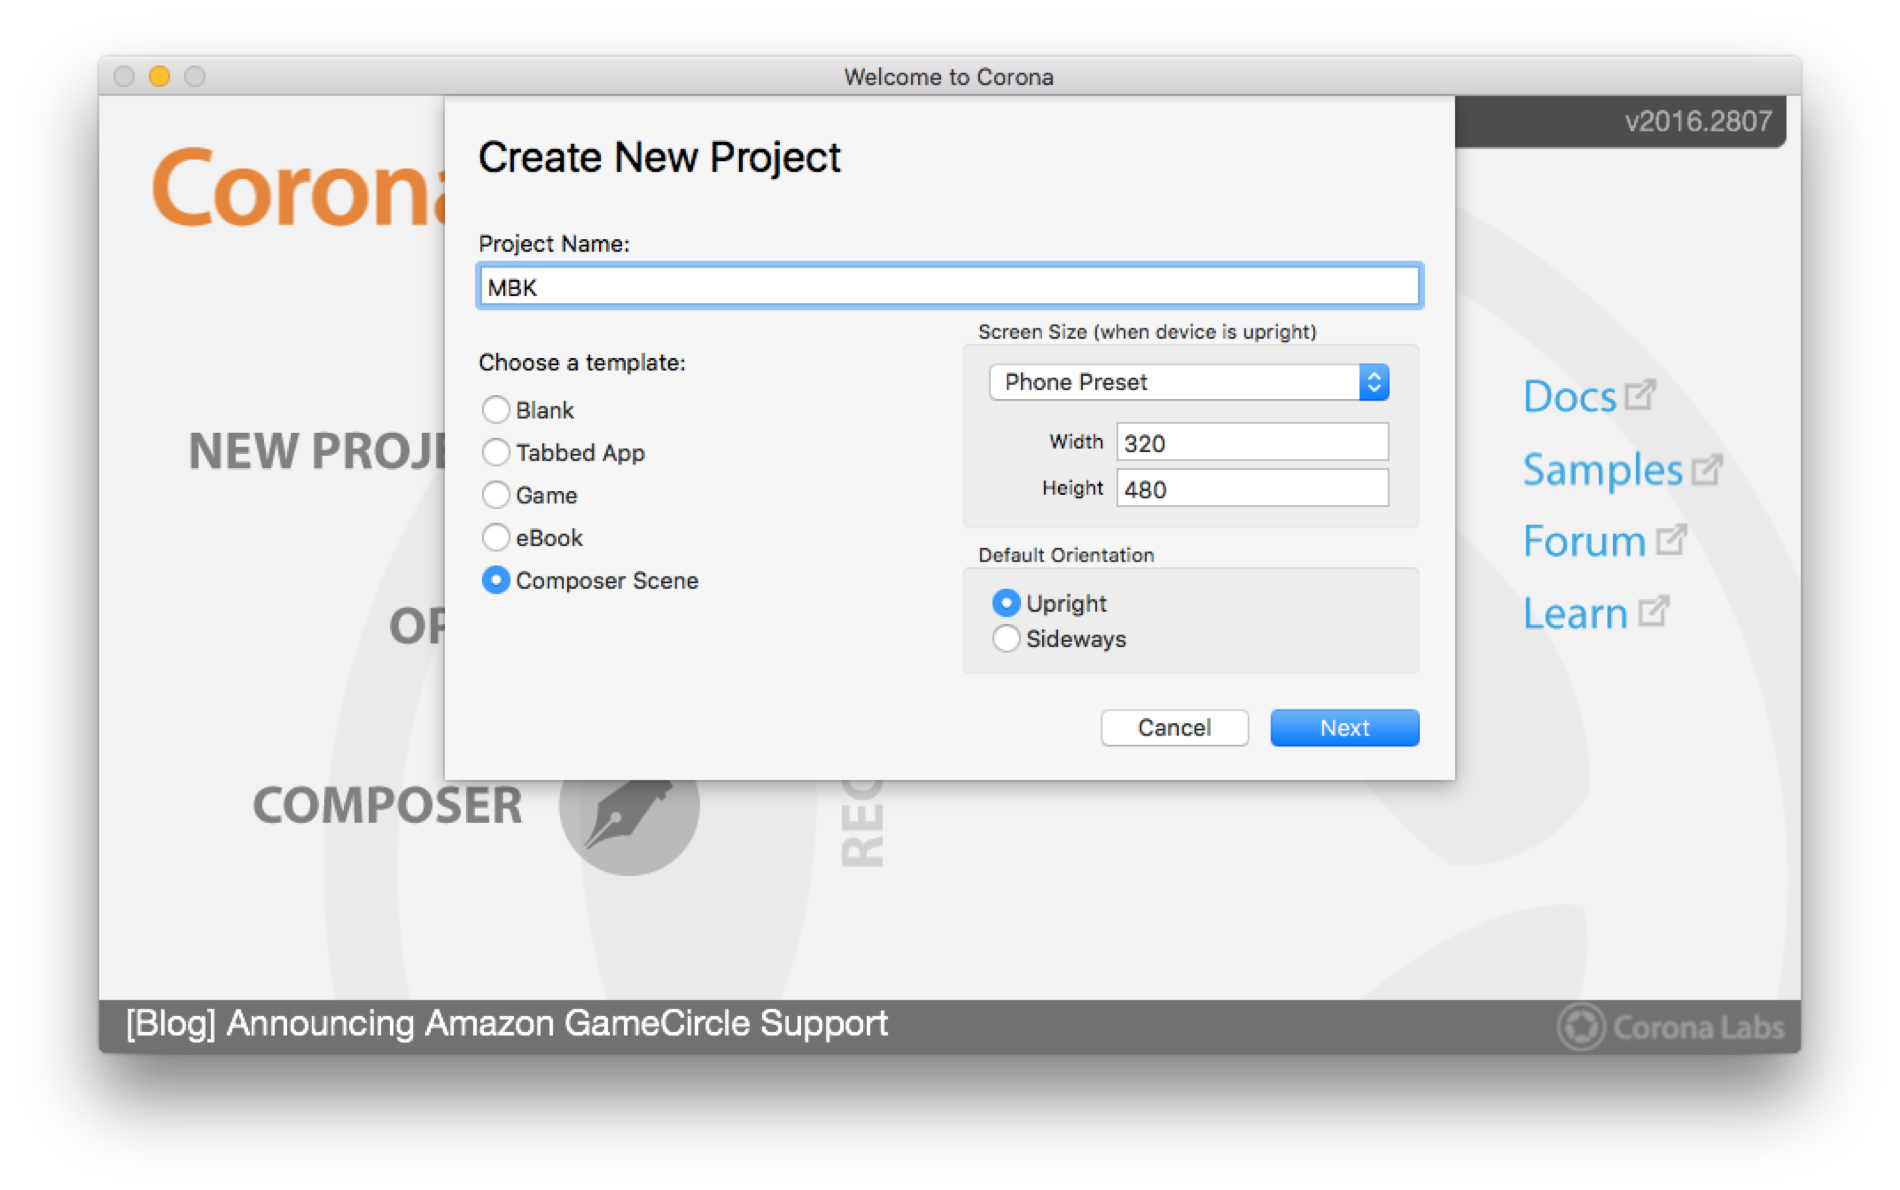 Welcome to Corona
v2016.2807
Corona
Create New Project
Project Name:
MBK
Choose a template:
Blank
Tabbed App
Game
eBook
Composer Scene
Screen Size (when device is upright)
Phone Preset
Width 320
Height 480
Default Orientation
Upright
Sideways
Cancel Next
NEW PROJE
OP
COMPOSER
REC
Docs
Samples
Forum
Learn
[Blog] Announcing Amazon GameCircle Support
Corona Labs